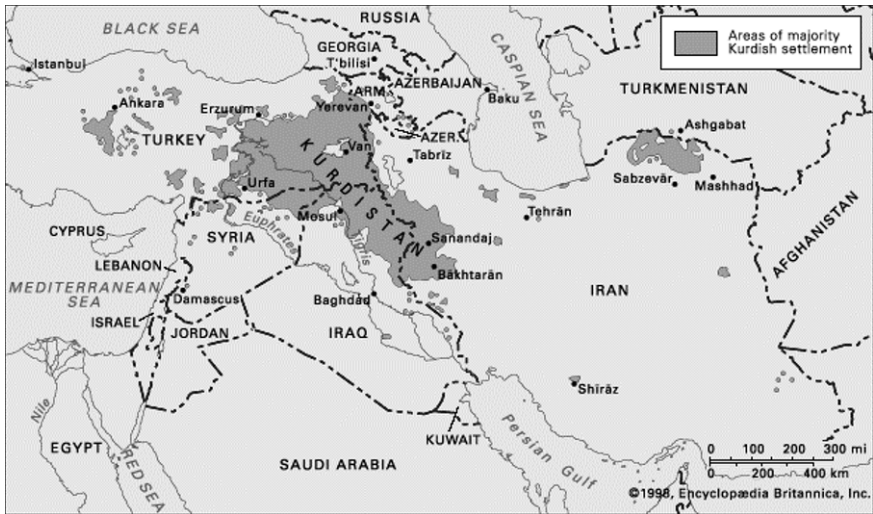 BLACK SEA
RUSSIA
Areas of majority
Kurdish settlement
GEORGIA
T'bilisi
CASPIAN SEA
Istanbul
ARM.
AZERBAIJAN
Baku
TURKMENISTAN
Ankara
Erzurum
Yerevan
AZER.
Ashgabat
TURKEY
Van
Tabrīz
KURDISTAN
Sabzevār
Mashhad
Urfa
Mosul
Tehrān
CYPRUS
SYRIA
Euphrates
Tigris
Sanandaj
AFGHANISTAN
LEBANON
Bākhtarān
MEDITERRANEAN
SEA
Damascus
Baghdād
IRAN
ISRAEL
JORDAN
IRAQ
Shīrāz
Nile
KUWAIT
Persian Gulf
EGYPT
RED SEA
SAUDI ARABIA
0 100 200 300 mi
0 200 400 km
©1998, Encyclopædia Britannica, Inc.